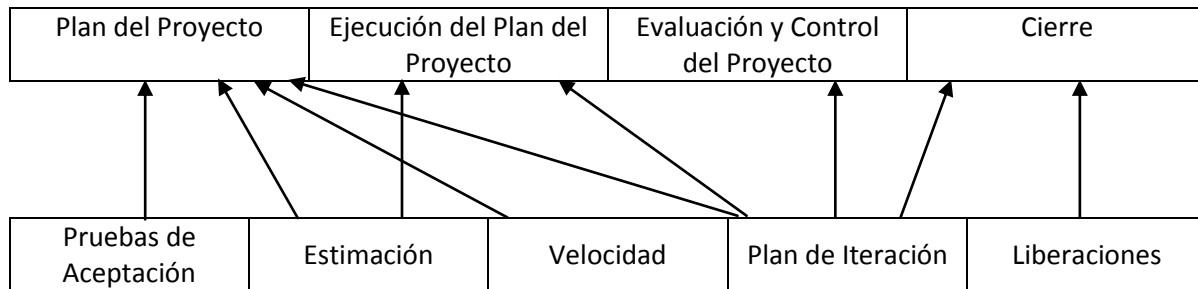 Plan del Proyecto
Ejecución del Plan del
Proyecto
Evaluación y Control
del Proyecto
Cierre
Pruebas de
Aceptación
Estimación
Velocidad
Plan de Iteración
Liberaciones